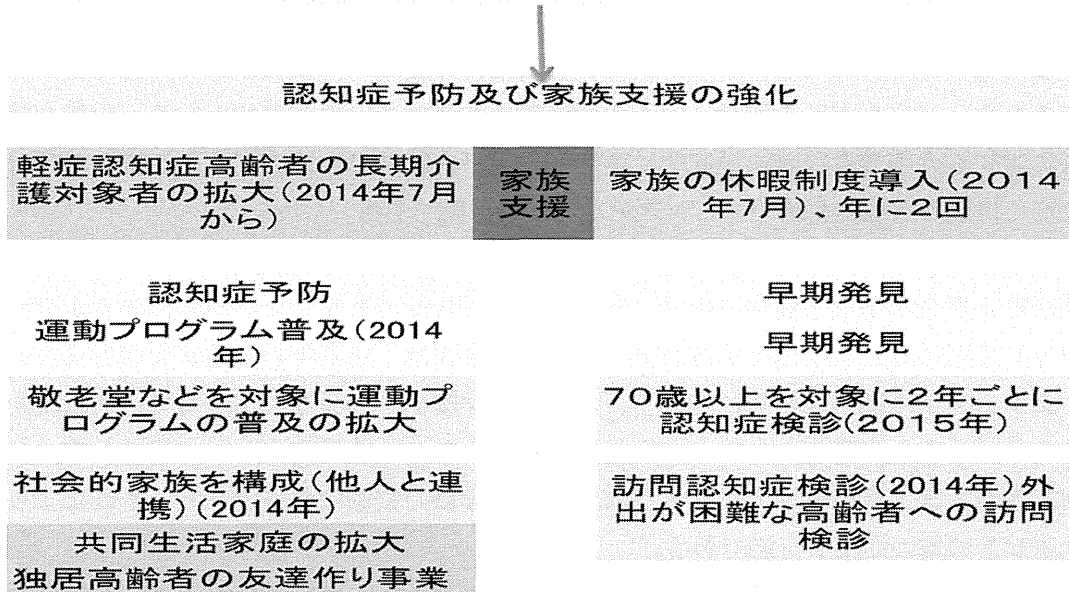 認知症予防及び家族支援の強化
軽症認知症高齢者の長期介
護対象者の拡大(2014年7月
から)
家族
支援
家族の休暇制度導入(2014
年7月)、年に2回
認知症予防
運動プログラム普及(2014
年)
敬老堂などを対象に運動プ
ログラムの普及の拡大
社会的家族を構成(他人と連
携)(2014年)
共同生活家庭の拡大
独居高齢者の友達作り事業
早期発見
早期発見
70歳以上を対象に2年ごとに
認知症検診(2015年)
訪問認知症検診(2014年)外
出が困難な高齢者への訪問
検診